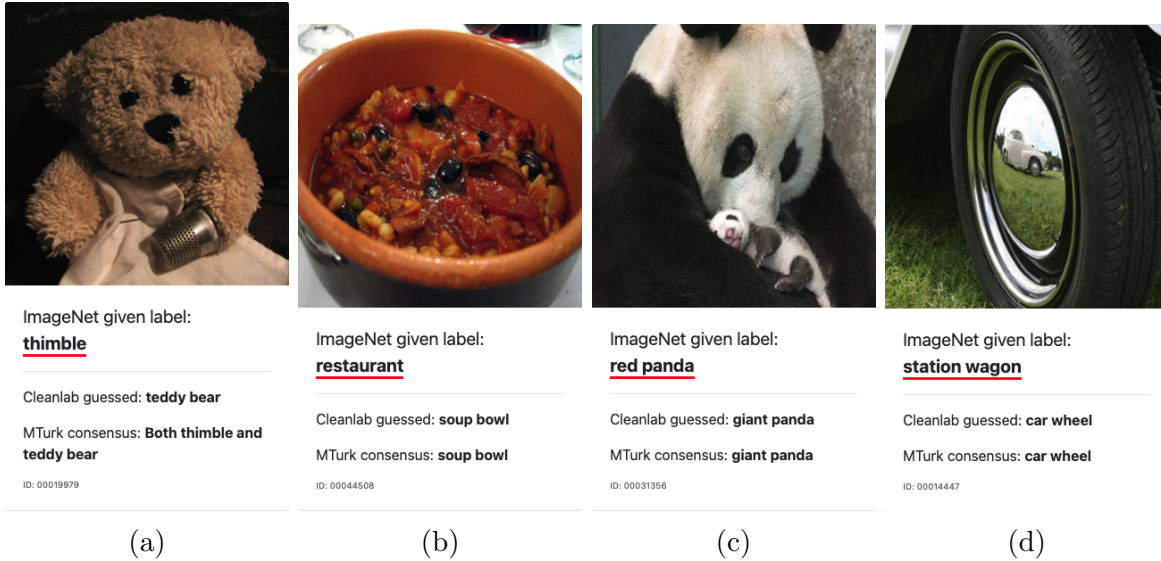 ImageNet given label:
thimble
Cleanlab guessed: teddy bear
MTurk consensus: Both thimble and
teddy bear
ID: 00019979
(a)
ImageNet given label:
restaurant
Cleanlab guessed: soup bowl
MTurk consensus: soup bowl
ID: 00044508
(b)
ImageNet given label:
red panda
Cleanlab guessed: giant panda
MTurk consensus: giant panda
ID: 00031356
(c)
ImageNet given label:
station wagon
Cleanlab guessed: car wheel
MTurk consensus: car wheel
ID: 00014447
(d)